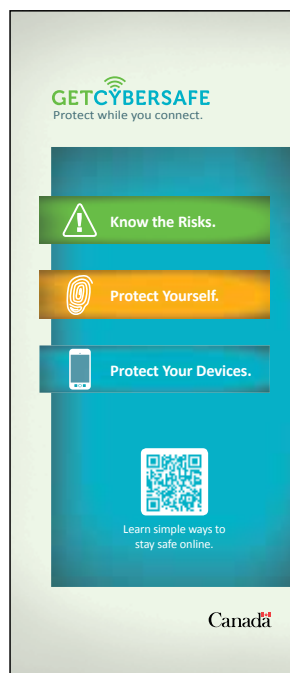 GETCYBERSAFE
Protect while you connect.
Know the Risks.
Protect Yourself.
Protect Your Devices.
Learn simple ways to
stay safe online.
Canada